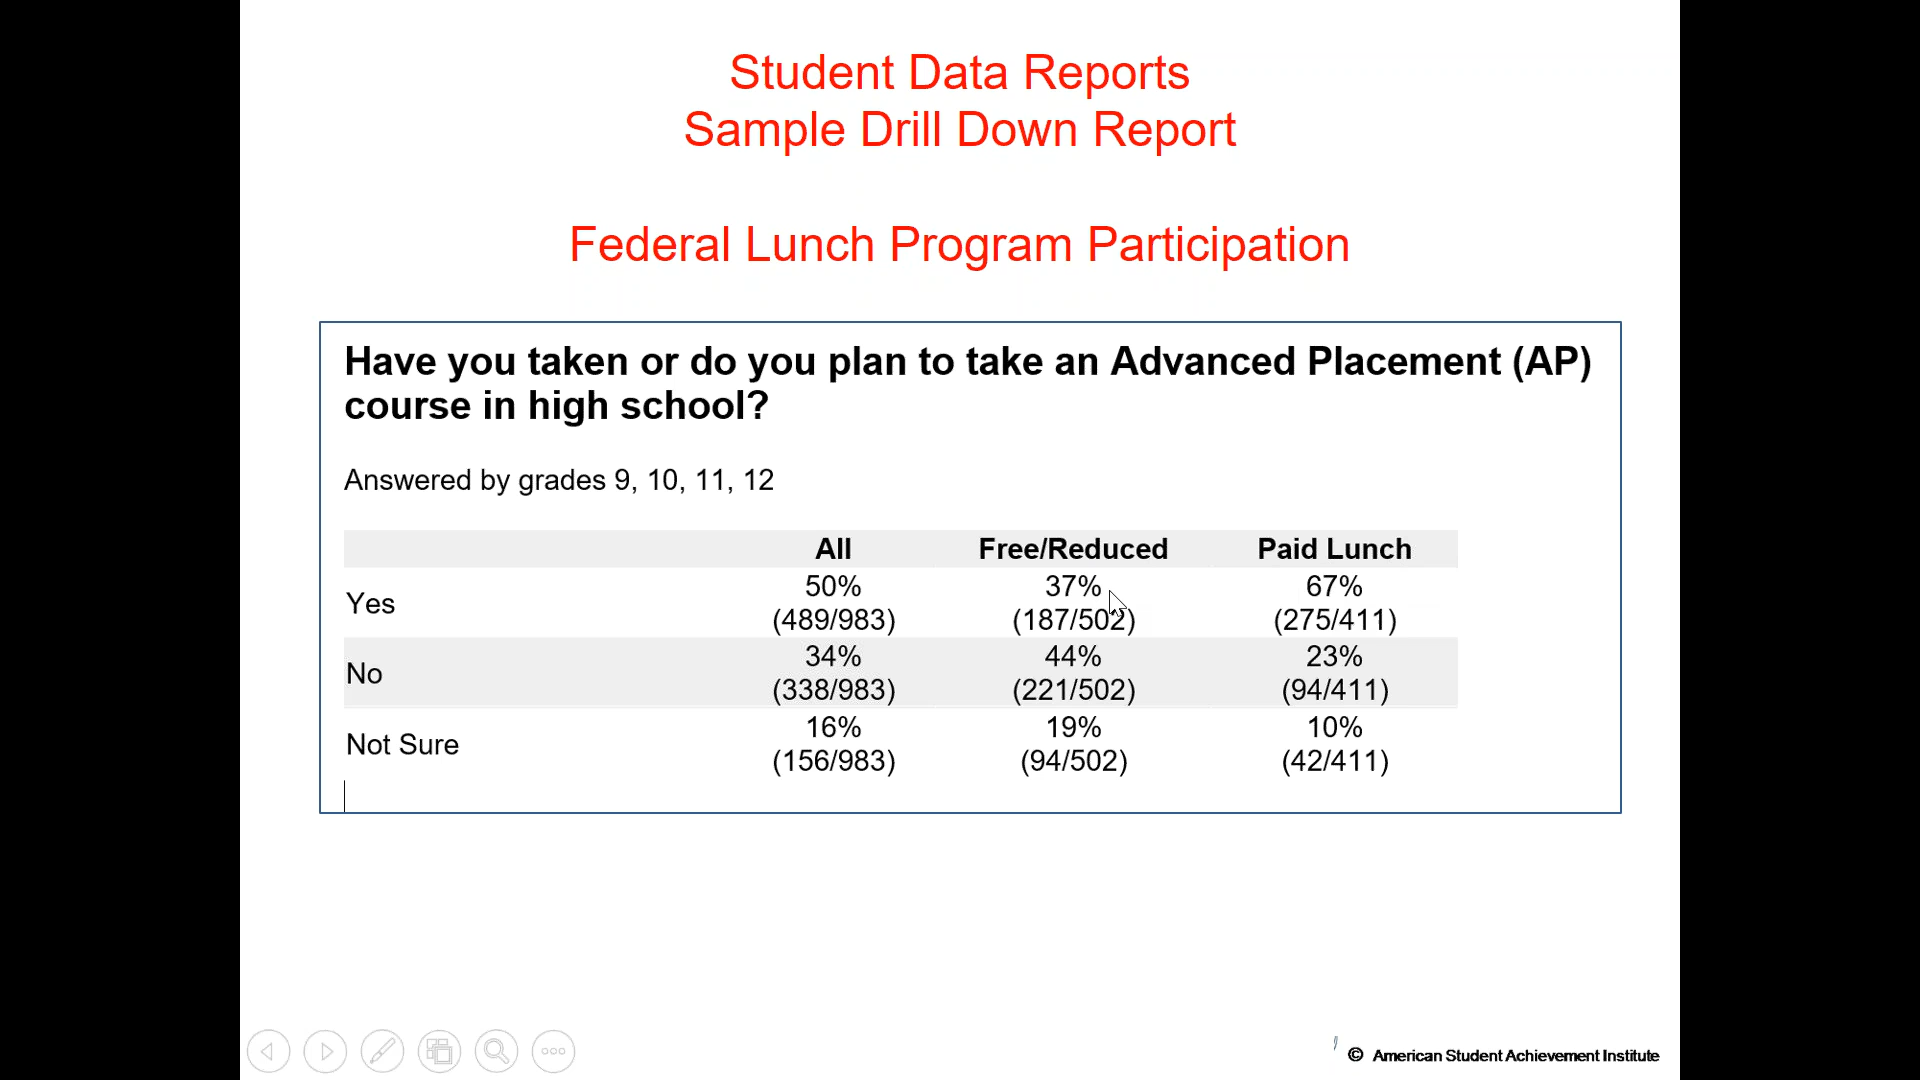 Student Data Reports
Sample Drill Down Report
Federal Lunch Program Participation
Have you taken or do you plan to take an Advanced Placement (AP)
course in high school?
Answered by grades 9, 10, 11, 12
All Free/Reduced Paid Lunch
Yes 50% 37% 67%
(489/983) (187/502) (275/411)
No 34% 44% 23%
(338/983) (221/502) (94/411)
Not Sure 16% 19% 10%
(156/983) (94/502) (42/411)
© American Student Achievement Institute